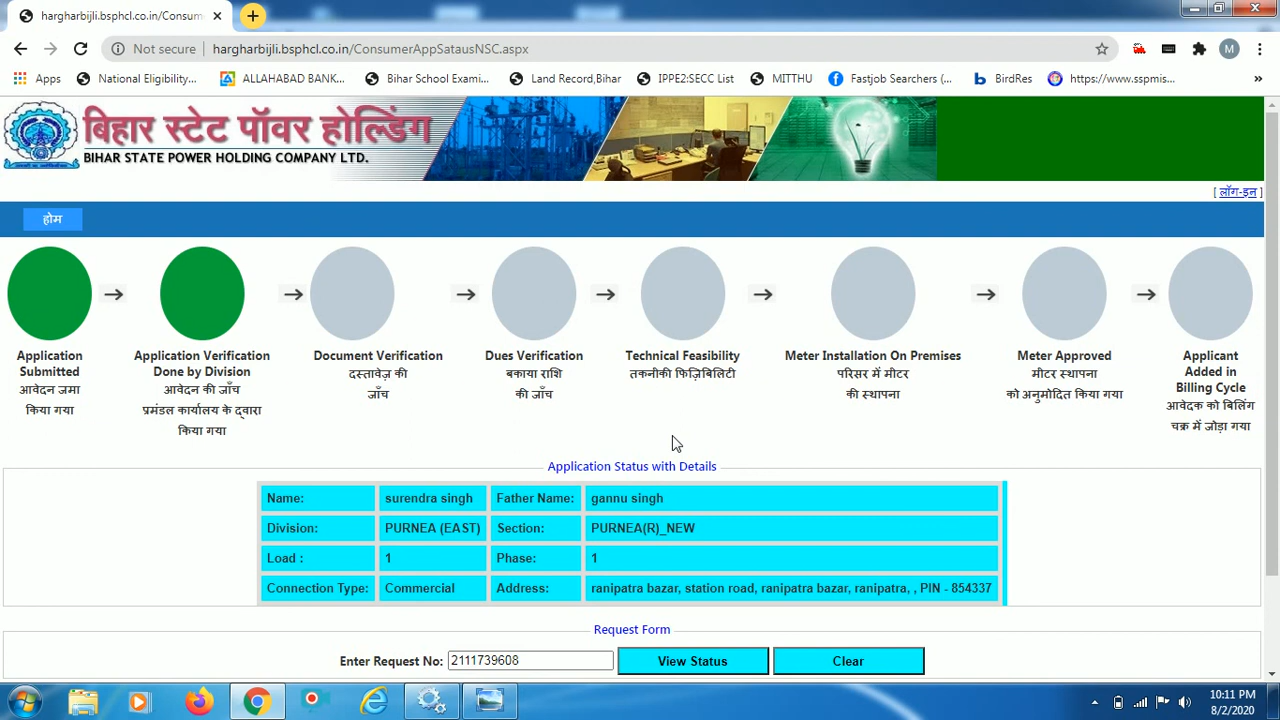 hargharbijli.bsphcl.co.in/Consum
Not secure
hargharbijli.bsphcl.co.in/ConsumerAppSatausNSC.aspx
M
Apps
National Eligibility...
ALLAHABAD BANK...
Bihar School Exami...
Land Record,Bihar
IPPE2:SECC List
MITTHU
Fastjob: Searchers (...
BirdRes
https://www.sspmis...
»
बिहार स्टेट पॉवर होल्डिंग
BIHAR STATE POWER HOLDING COMPANY LTD.
[ लॉग-इन ]
होम
Application
Submitted
आवेदन जमा
किया गया
Application Verification
Done by Division
आवेदन की जाँच
प्रमंडल कार्यालय के द्वारा
किया गया
Document Verification
दस्तावेज़ की
जाँच
Dues Verification
बकाया राशि
की जाँच
Technical Feasibility
तकनीकी फिज़िबिलिटी
Meter Installation On Premises
परिसर में मीटर
की स्थापना
Meter Approved
मीटर स्थापना
को अनुमोदित किया गया
Applicant
Added in
Billing Cycle
आवेदक को बिलिंग
चक्र में जोड़ा गया
Application Status with Details
Name: surendra singh Father Name: gannu singh
Division: PURNEA (EAST) Section: PURNEA(R)_NEW
Load : 1 Phase: 1
Connection Type: Commercial Address: ranipatra bazar, station road, ranipatra bazar, ranipatra, , PIN - 854337
Request Form
Enter Request No: 2111739608 View Status Clear
10:11 PM
8/2/2020